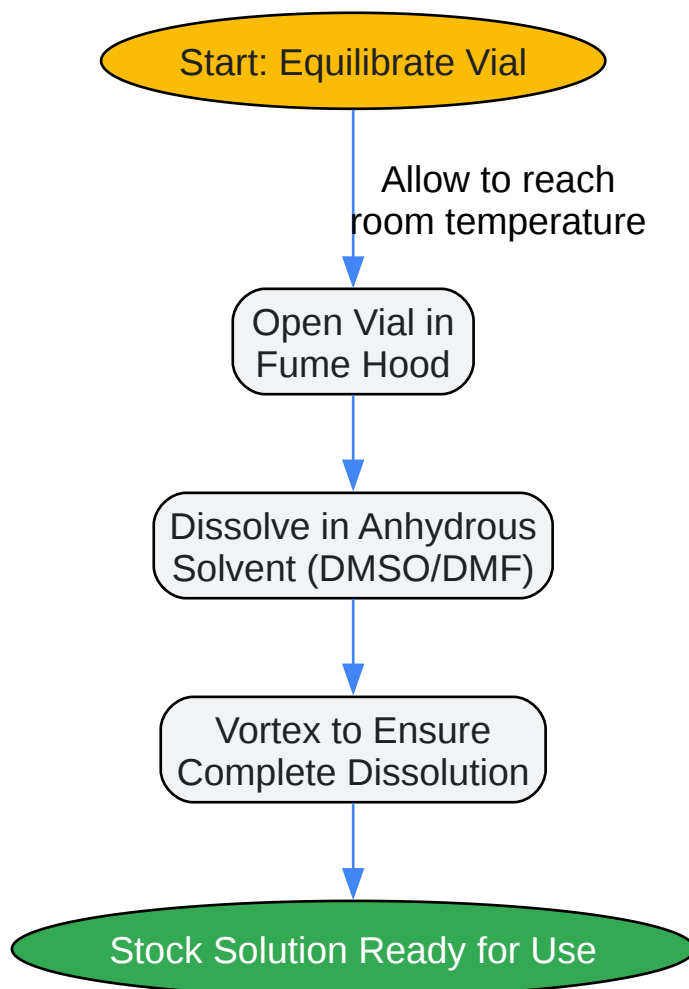 Start: Equilibrate Vial
Allow to reach
room temperature
Open Vial in
Fume Hood
Dissolve in Anhydrous
Solvent (DMSO/DMF)
Vortex to Ensure
Complete Dissolution
Stock Solution Ready for Use